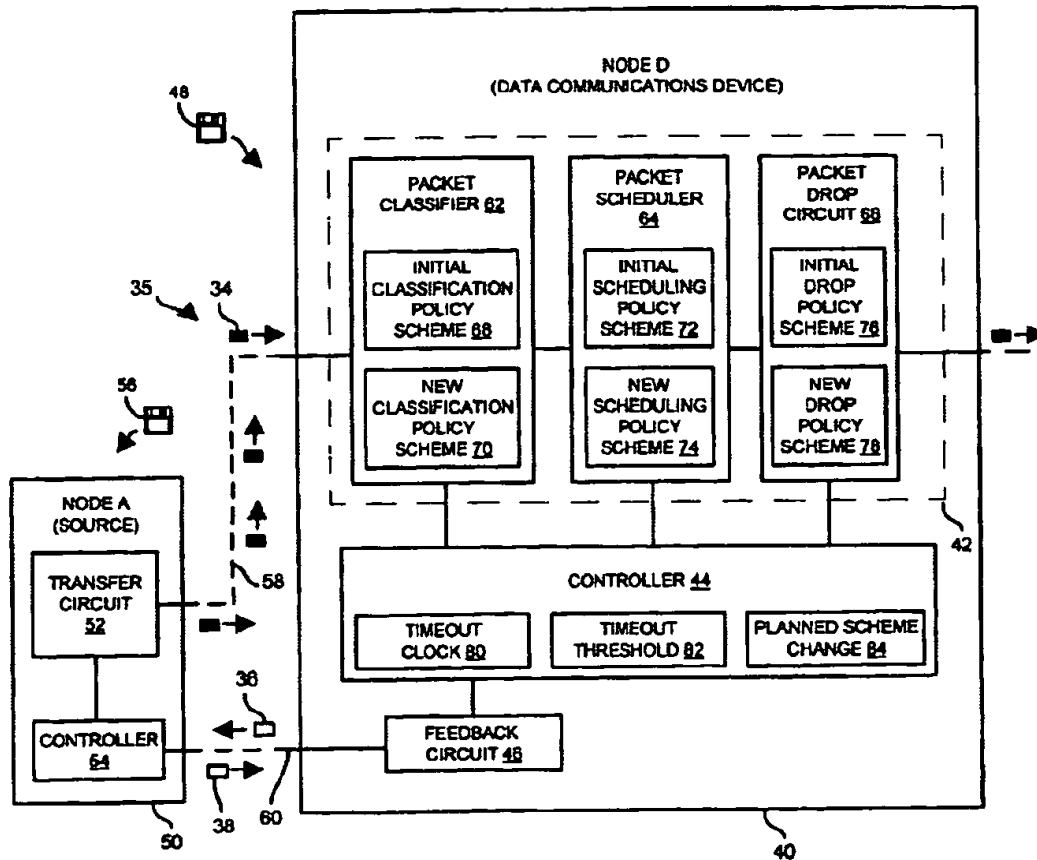 NODE D
(DATA COMMUNICATIONS DEVICE)
48
PACKET
CLASSIFIER 62
PACKET
SCHEDULER
64
PACKET
DROP
CIRCUIT 66
INITIAL
CLASSIFICATION
POLICY
SCHEME 68
INITIAL
SCHEDULING
POLICY
SCHEME 72
INITIAL
DROP
POLICY
SCHEME 76
35
34
NEW
CLASSIFICATION
POLICY
SCHEME 70
NEW
SCHEDULING
POLICY
SCHEME 74
NEW
DROP
POLICY
SCHEME 78
56
NODE A
(SOURCE)
42
TRANSFER
CIRCUIT
52
58
CONTROLLER 44
TIMEOUT
CLOCK 80
TIMEOUT
THRESHOLD 82
PLANNED SCHEME
CHANGE 84
36
CONTROLLER
54
FEEDBACK
CIRCUIT 46
38
60
50
40